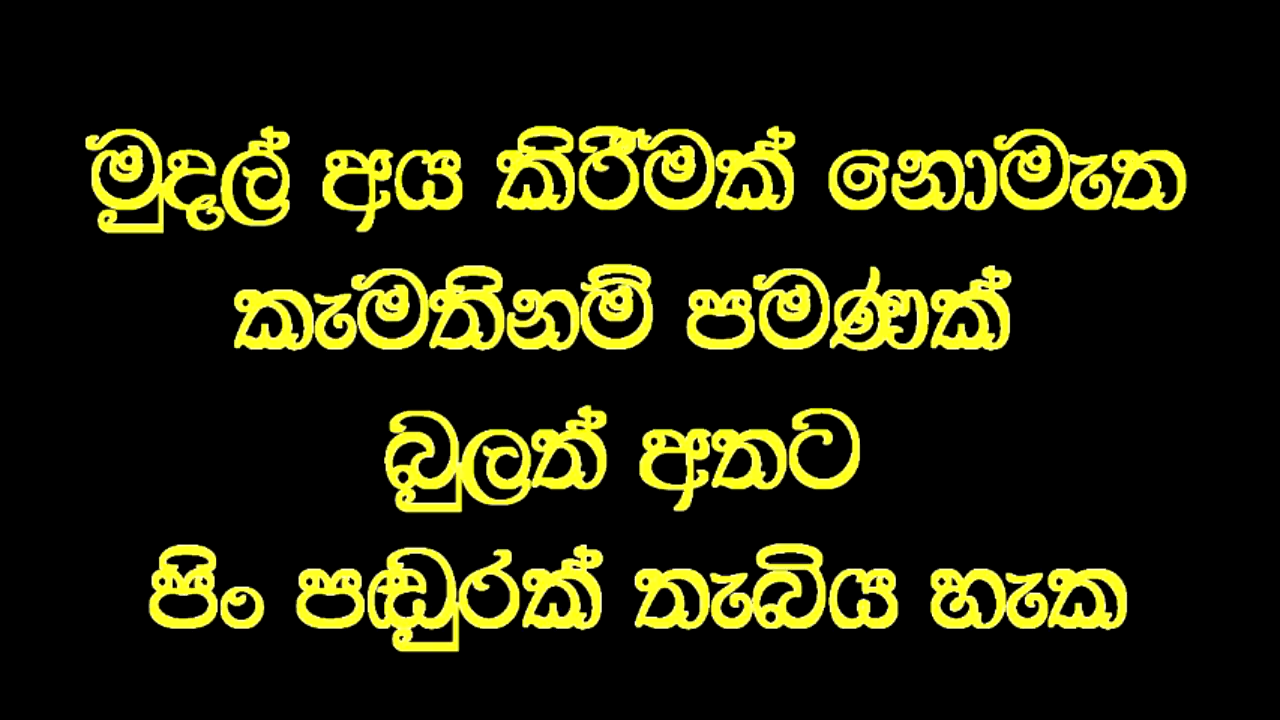 මුදල් අය කිරීමක් නොමැත
කැමතිනම් පමණක්
බුලත් අතට
පිං පඬුරක් තැබිය හැක